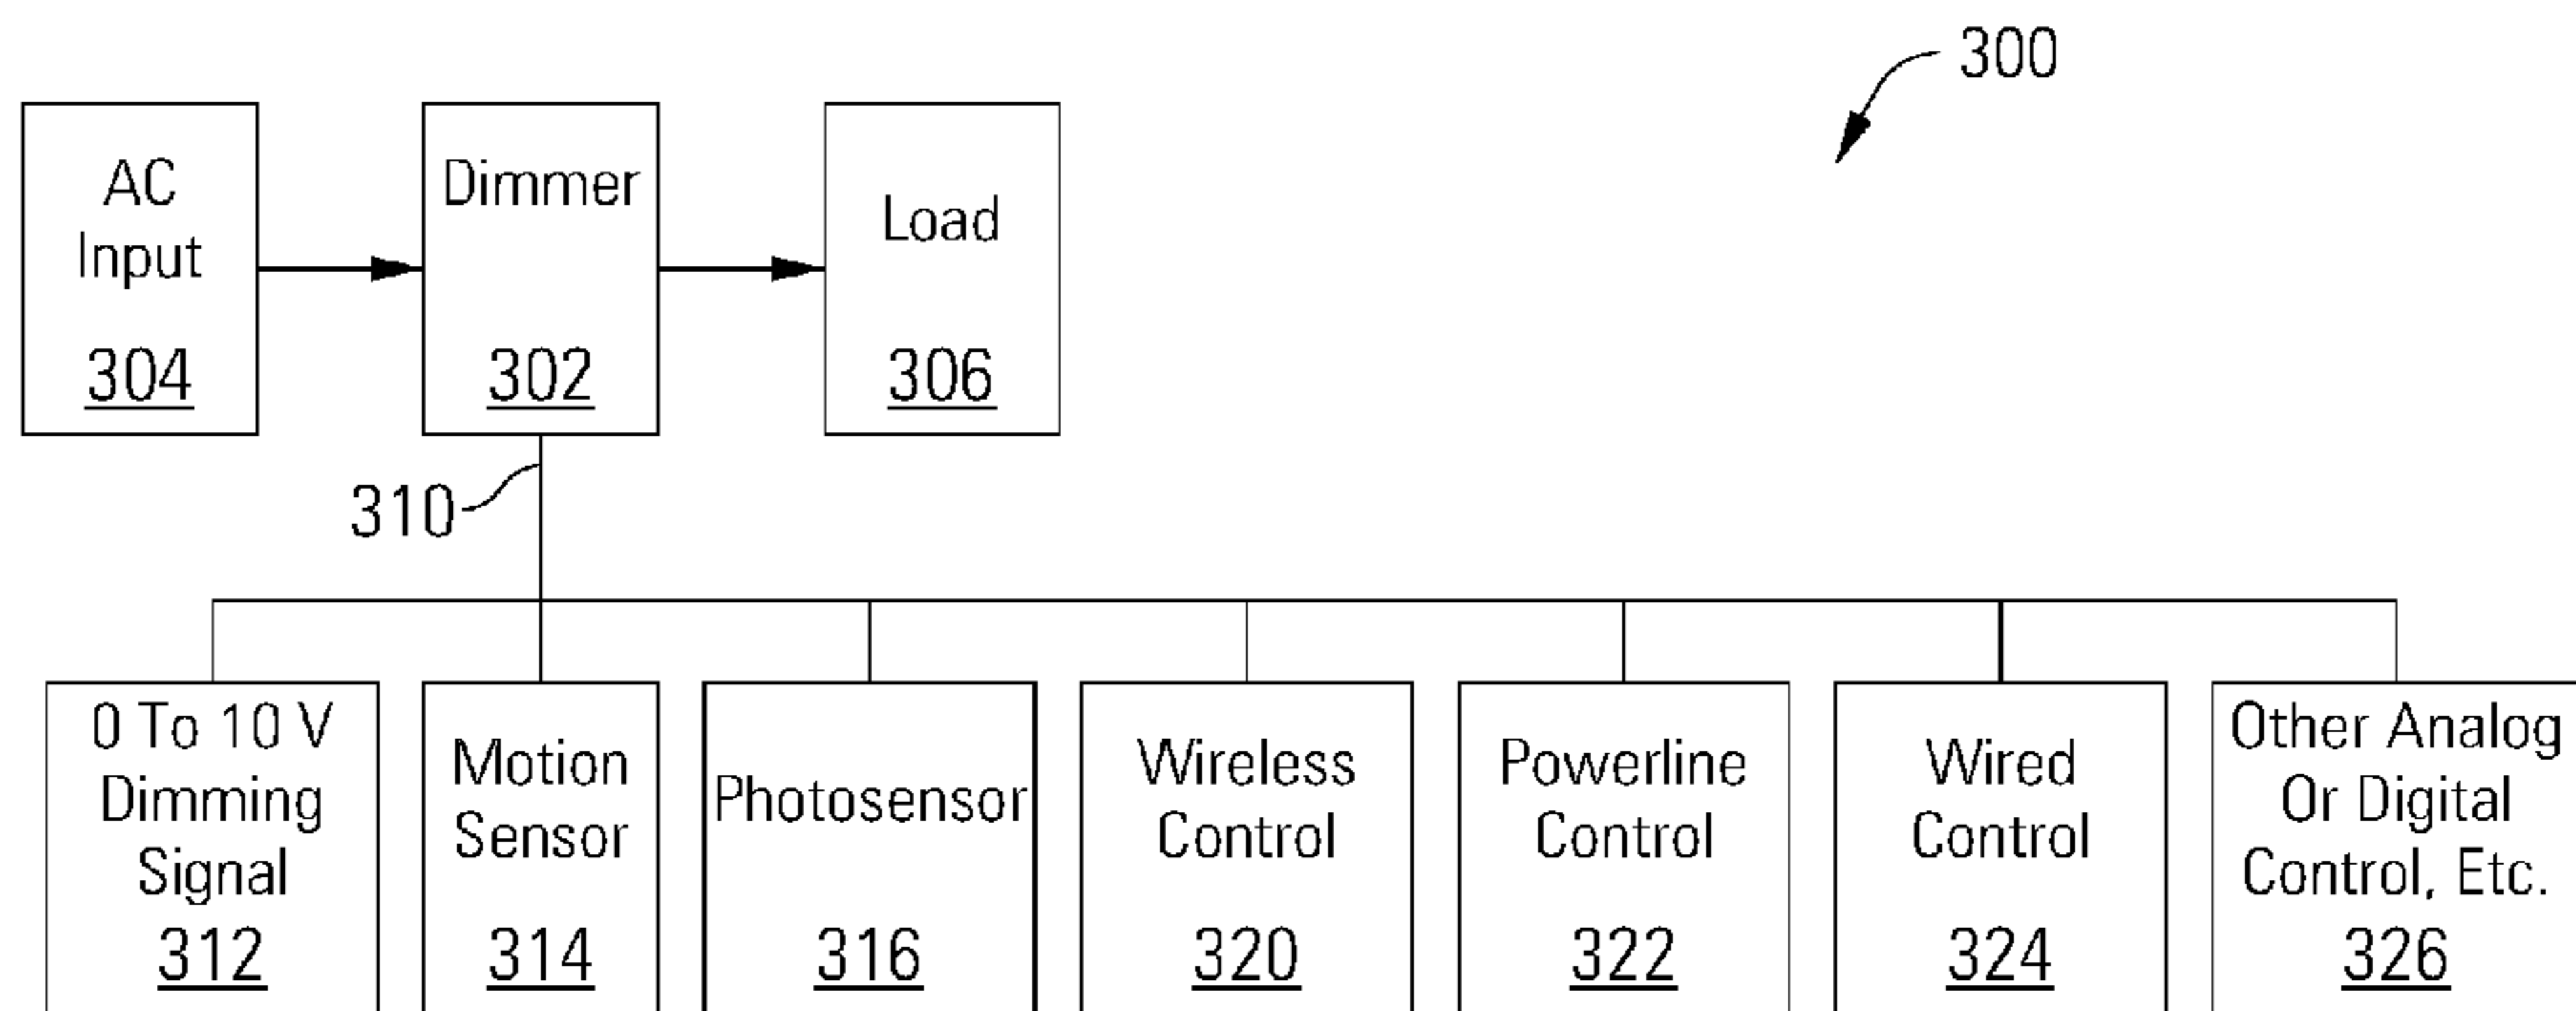 300
AC
Input
304
Dimmer
302
Load
306
310
0 To 10 V
Dimming
Signal
312
Motion
Sensor
314
Photosensor
316
Wireless
Control
320
Powerline
Control
322
Wired
Control
324
Other Analog
Or Digital
Control, Etc.
326